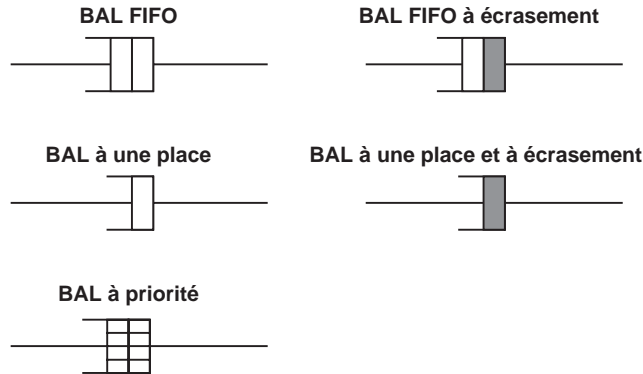 BAL FIFO
BAL FIFO à écrasement
BAL à une place
BAL à une place et à écrasement
BAL à priorité